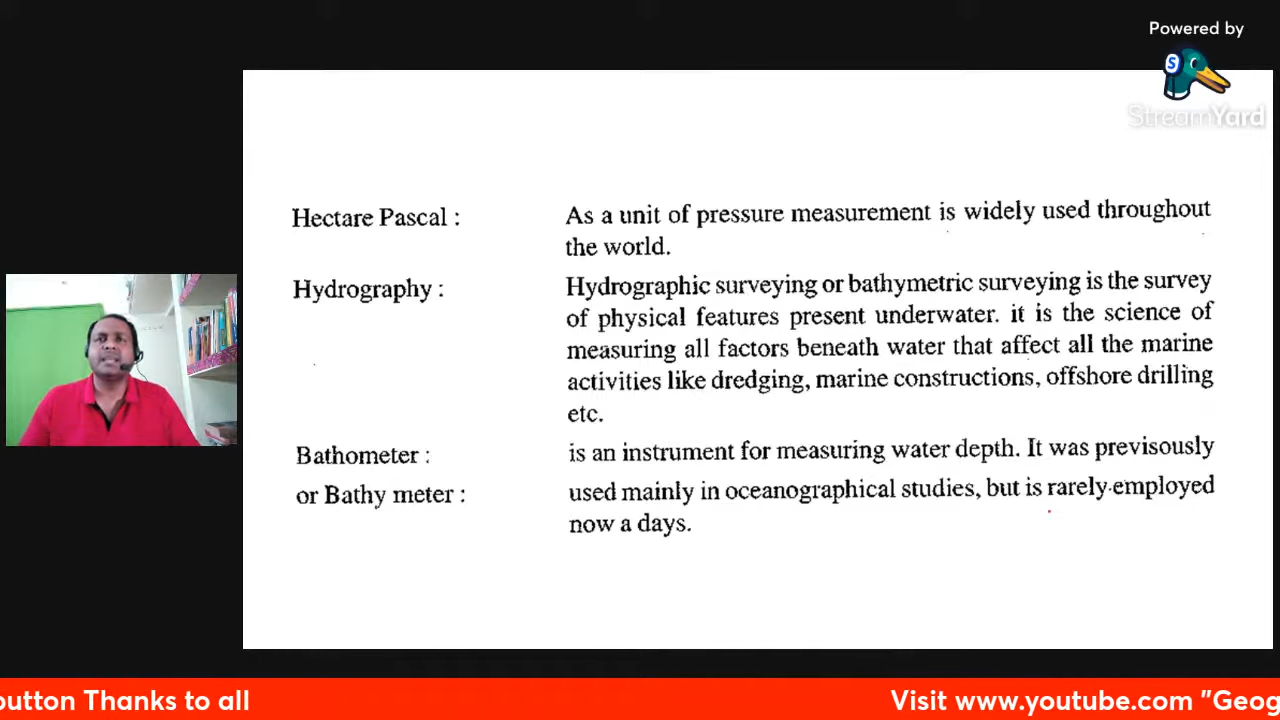 Powered by
S
StreamYard
Hectare Pascal : As a unit of pressure measurement is widely used throughout
the world.
Hydrography : Hydrographic surveying or bathymetric surveying is the survey
of physical features present underwater. it is the science of
measuring all factors beneath water that affect all the marine
activities like dredging, marine constructions, offshore drilling
etc.
Bathometer : is an instrument for measuring water depth. It was previsously
or Bathy meter : used mainly in oceanographical studies, but is rarely employed
now a days.
button Thanks to all Visit www.youtube.com "Geog